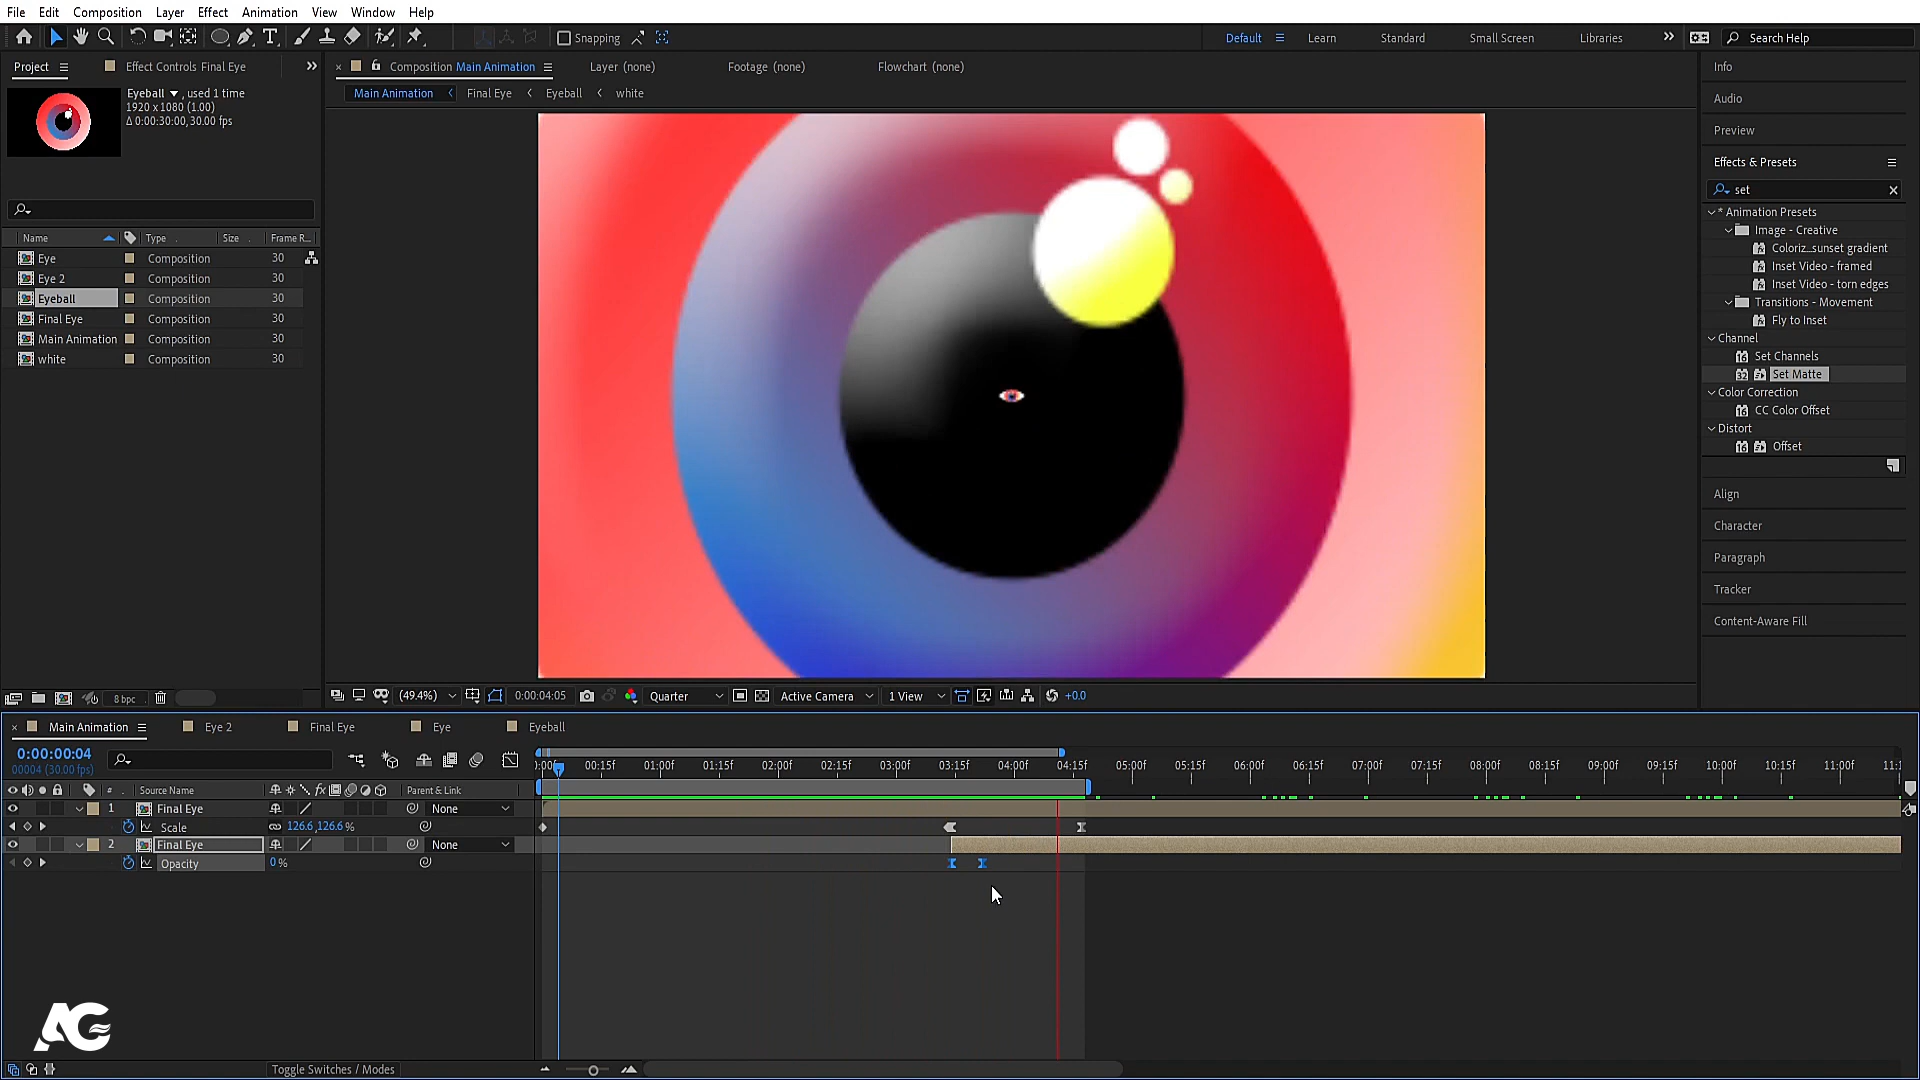 File Edit Composition Layer Effect Animation View Window Help
Snapping Default Learn Standard Small Screen Libraries Search Help
Project Effect Controls Final Eye
Composition Main Animation Layer (none) Footage (none) Flowchart (none)
Main Animation Final Eye Eyeball white
Eyeball , used 1 time
1920 x 1080 (1.00)
Δ 0:00:30:00, 30.00 fps
Name Type Size Frame R...
Eye Composition 30
Eye 2 Composition 30
Eyeball Composition 30
Final Eye Composition 30
Main Animation Composition 30
white Composition 30
8 bpc
(49.4%) 0:00:04:05 Quarter Active Camera 1 View +0.0
Info
Audio
Preview
Effects & Presets
set
* Animation Presets
Image - Creative
Coloriz...sunset gradient
Inset Video - framed
Inset Video - torn edges
Transitions - Movement
Fly to Inset
Channel
Set Channels
Set Matte
Color Correction
CC Color Offset
Distort
Offset
Align
Character
Paragraph
Tracker
Content-Aware Fill
Main Animation Eye 2 Final Eye Eye Eyeball
0:00:00:04
00004 (30.00 fps)
00:15f 01:00f 01:15f 02:00f 02:15f 03:00f 03:15f 04:00f 04:15f 05:00f 05:15f 06:00f 06:15f 07:00f 07:15f 08:00f 08:15f 09:00f 09:15f 10:00f 10:15f 11:00f
# Source Name Parent & Link
1 Final Eye None
Scale 126.6,126.6%
2 Final Eye None
Opacity 0%
AG
Toggle Switches / Modes